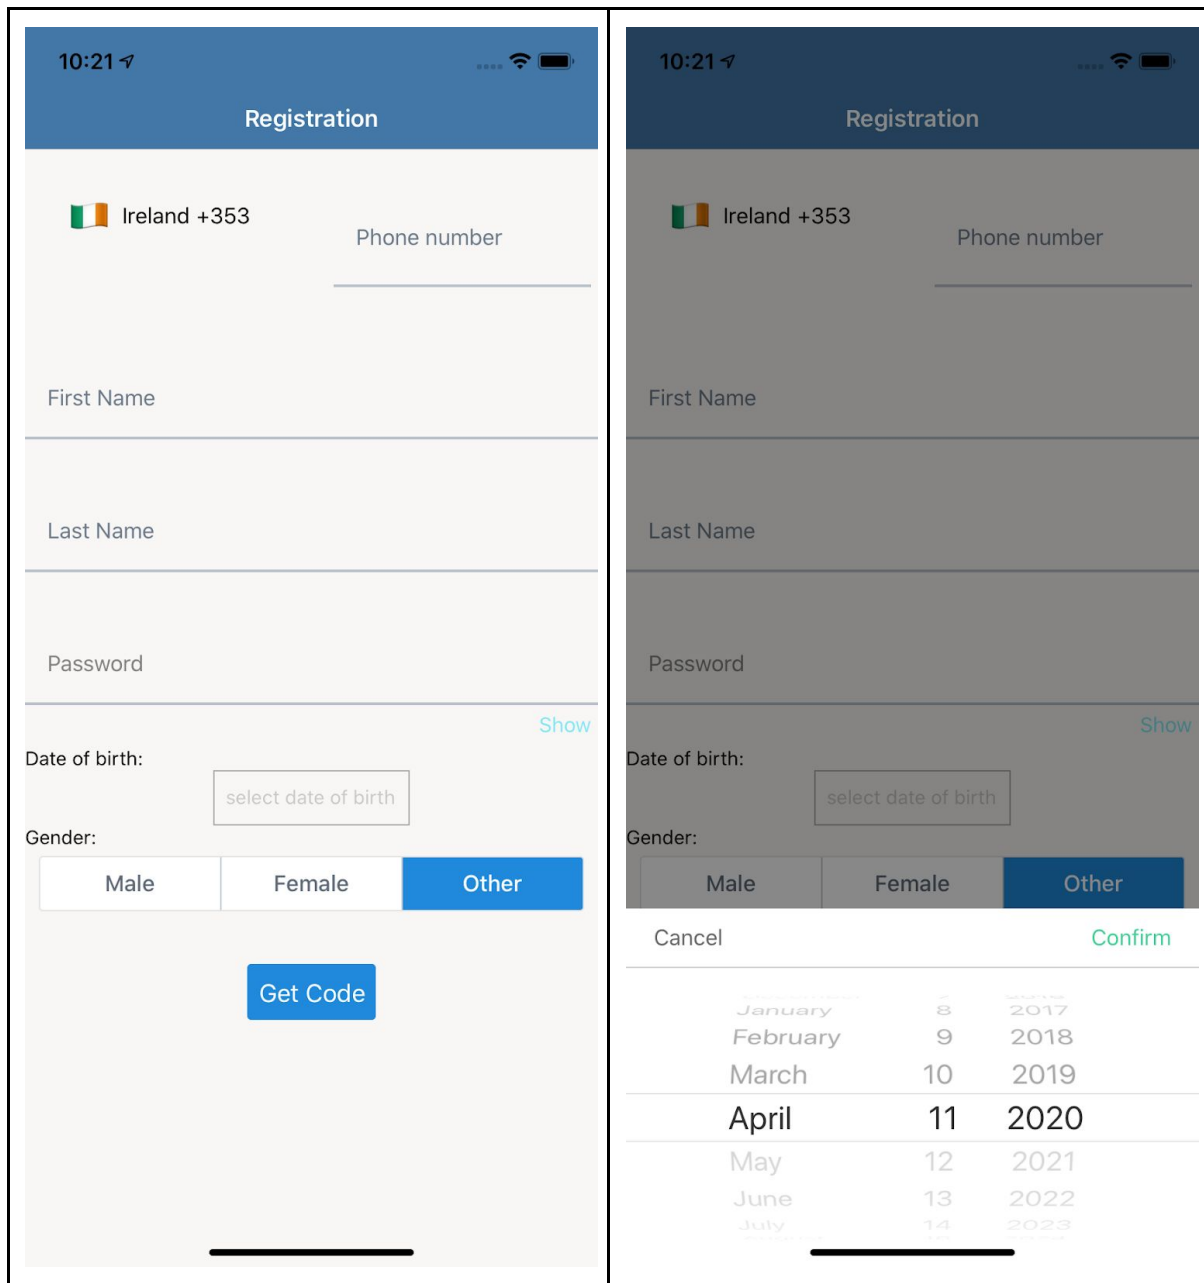 10:21
Registration
Ireland +353
Phone number
First Name
Last Name
Password
Show
Date of birth:
select date of birth
Gender:
Male Female Other
Get Code
10:21
Registration
Ireland +353
Phone number
First Name
Last Name
Password
Show
Date of birth:
select date of birth
Gender:
Male Female Other
Cancel Confirm
January 8 2017
February 9 2018
March 10 2019
April 11 2020
May 12 2021
June 13 2022
July 14 2023